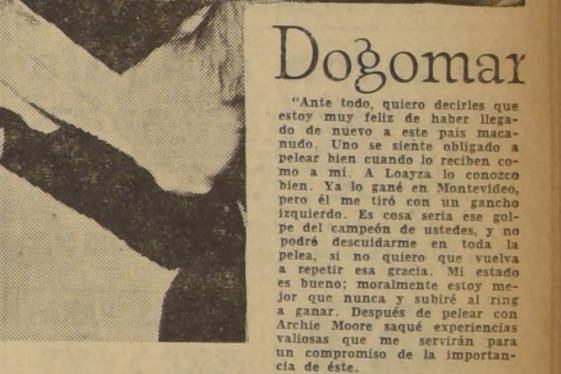 Dogomar
"Ante todo, quiero decirles que
estoy muy feliz de haber llega-
do de nuevo a este país maca-
nudo. Uno se siente obligado a
pelear bien cuando lo reciben co-
mo a mí. A Loayza lo conozco
bien. Ya lo gané en Montevideo,
pero él me tiró con un gancho
izquierdo. Es cosa seria ese gol-
pe del campeón de ustedes, y no
podré descuidarme en toda la
pelea, si no quiero que vuelva
a repetir esa gracia. Mi estado
es bueno; moralmente estoy me-
jor que nunca y subiré al ring
a ganar. Después de pelear con
Archie Moore saqué experiencias
valiosas que me servirán para
un compromiso de la importan-
cia de éste.